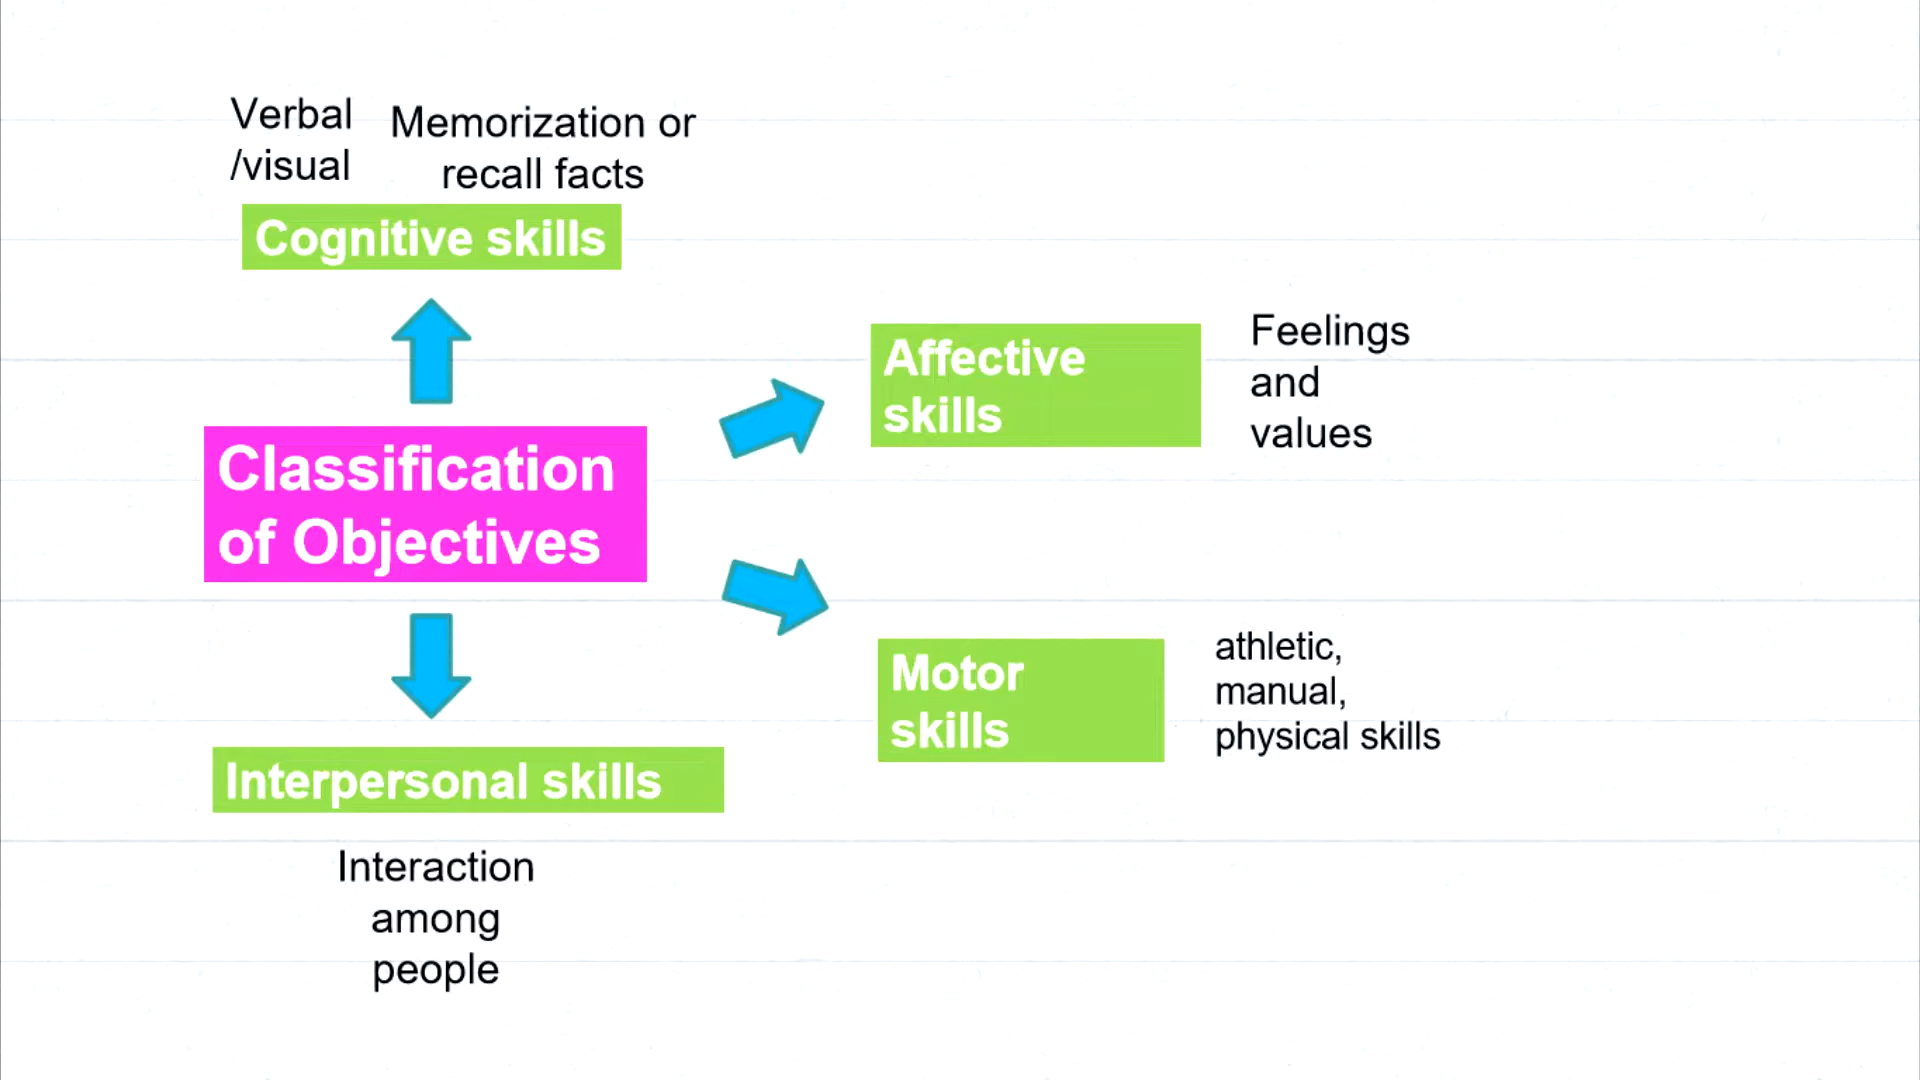 Verbal
/visual
Memorization or
recall facts
Cognitive skills
Affective
skills
Feelings
and
values
Classification
of Objectives
Motor
skills
athletic,
manual,
physical skills
Interpersonal skills
Interaction
among
people